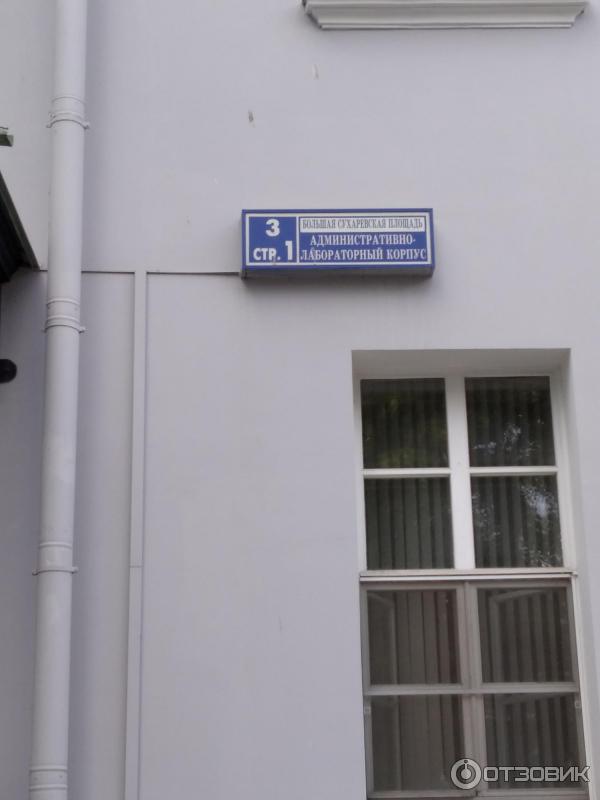 3
СТР. 1
БОЛЬШАЯ СУХАРЕВСКАЯ ПЛОЩАДЬ
АДМИНИСТРАТИВНО-
ЛАБОРАТОРНЫЙ КОРПУС
ОТЗОВИК